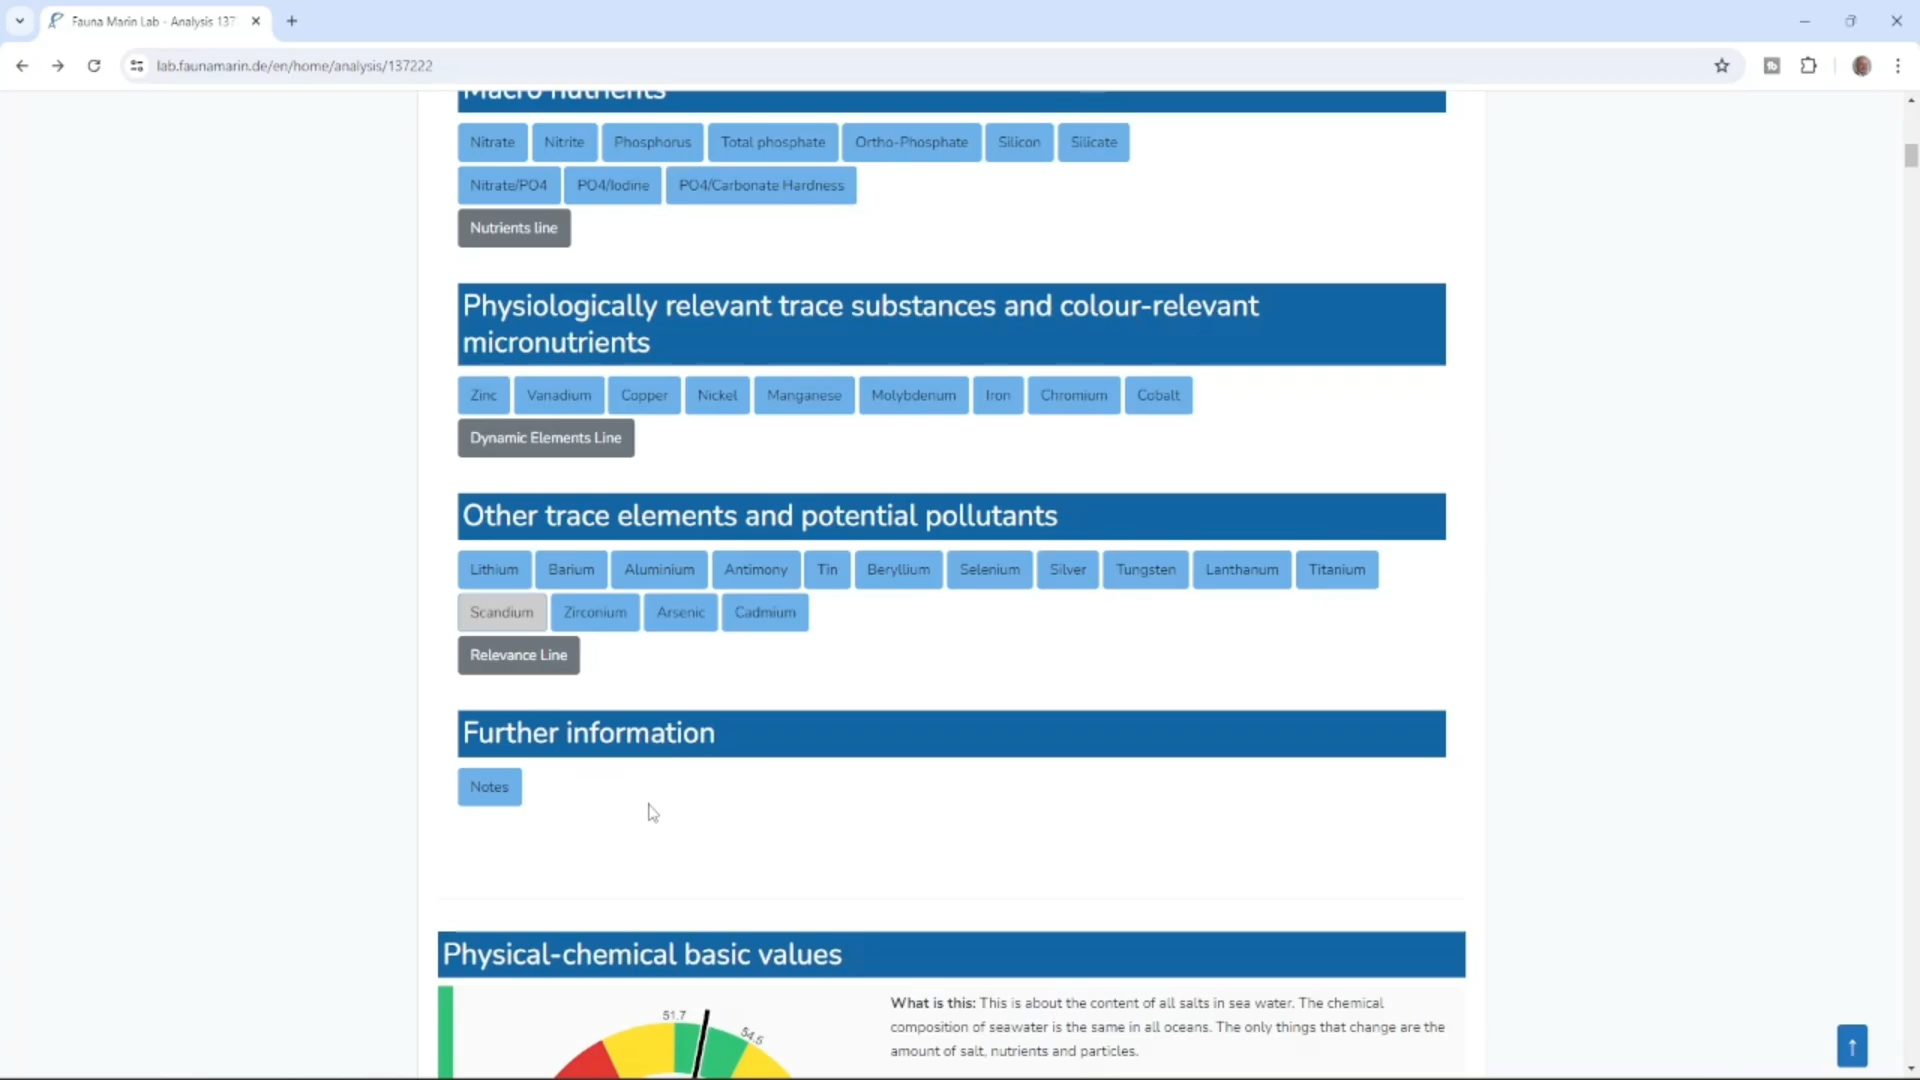 Fauna Marin Lab - Analysis 137
lab.faunamarin.de/en/home/analysis/137222
Macro nutrients
Nitrate Nitrite Phosphorus Total phosphate Ortho-Phosphate Silicon Silicate
Nitrate/PO4 PO4/Iodine PO4/Carbonate Hardness
Nutrients line
Physiologically relevant trace substances and colour-relevant
micronutrients
Zinc Vanadium Copper Nickel Manganese Molybdenum Iron Chromium Cobalt
Dynamic Elements Line
Other trace elements and potential pollutants
Lithium Barium Aluminium Antimony Tin Beryllium Selenium Silver Tungsten Lanthanum Titanium
Scandium Zirconium Arsenic Cadmium
Relevance Line
Further information
Notes
Physical-chemical basic values
51.7
54.5
What is this: This is about the content of all salts in sea water. The chemical
composition of seawater is the same in all oceans. The only things that change are the
amount of salt, nutrients and particles.